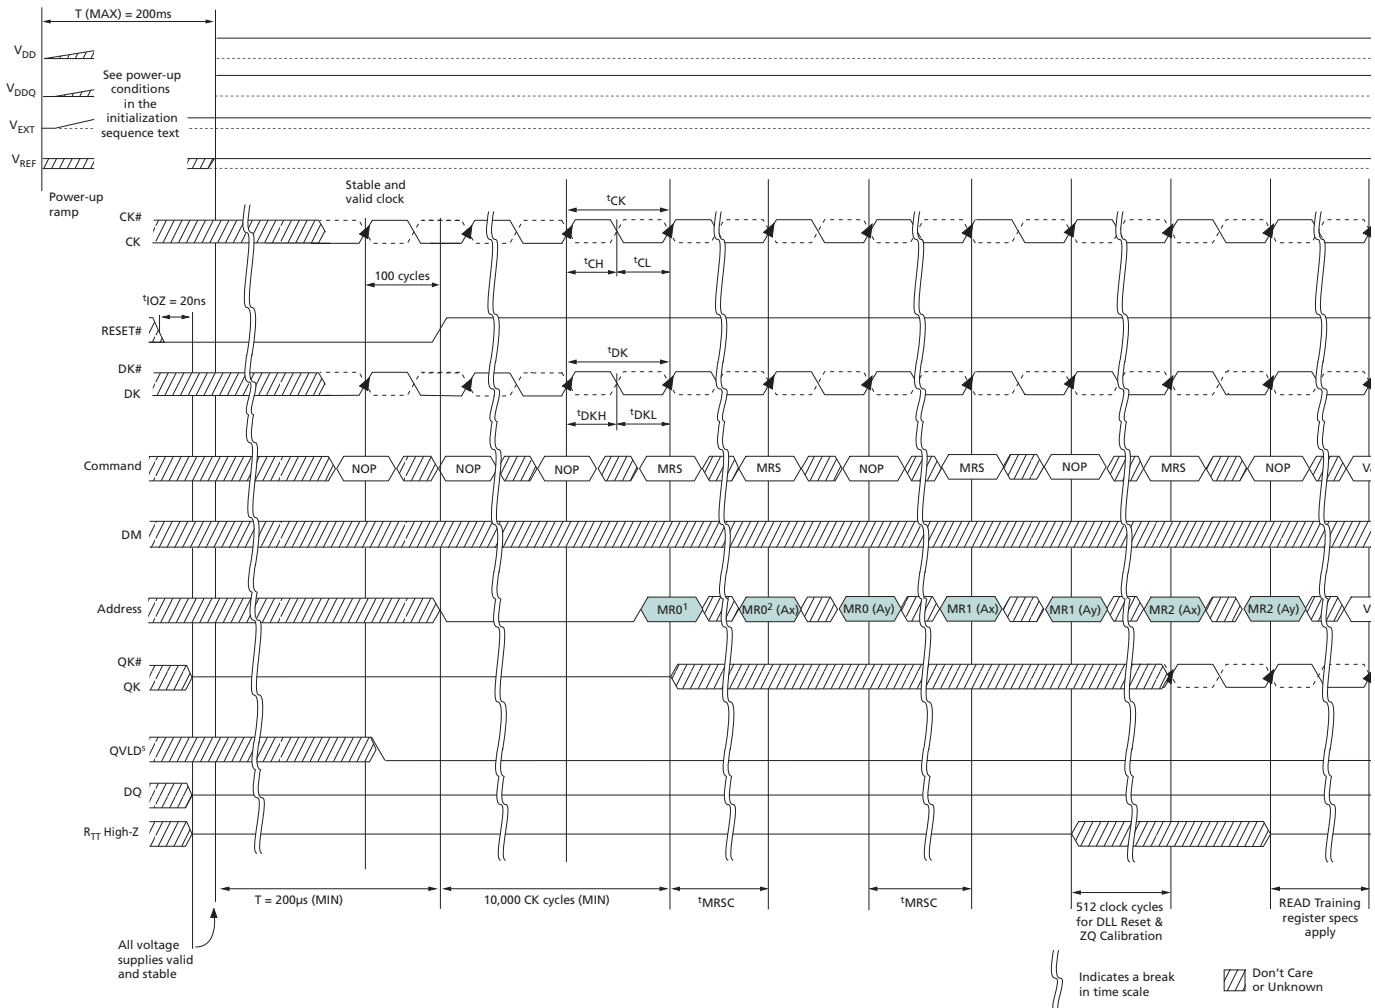 T (MAX) = 200ms
VDD
VDDQ
VEXT
VREF
See power-up
conditions
in the
initialization
sequence text
Power-up
ramp
Stable and
valid clock
CK#
CK
tCK
tCH
tCL
100 cycles
tIOZ = 20ns
RESET#
tDK
DK#
DK
tDKH
tDKL
Command
NOP NOP NOP MRS MRS NOP MRS NOP MRS NOP
DM
Address
MR0¹ MR0² (Ax) MR0 (Ay) MR1 (Ax) MR1 (Ay) MR2 (Ax) MR2 (Ay) V
QK#
QK
QVLD⁵
DQ
RTT High-Z
T = 200µs (MIN)
10,000 CK cycles (MIN)
tMRSC
tMRSC
512 clock cycles
for DLL Reset &
ZQ Calibration
READ Training
register specs
apply
All voltage
supplies valid
and stable
Indicates a break
in time scale
Don't Care
or Unknown